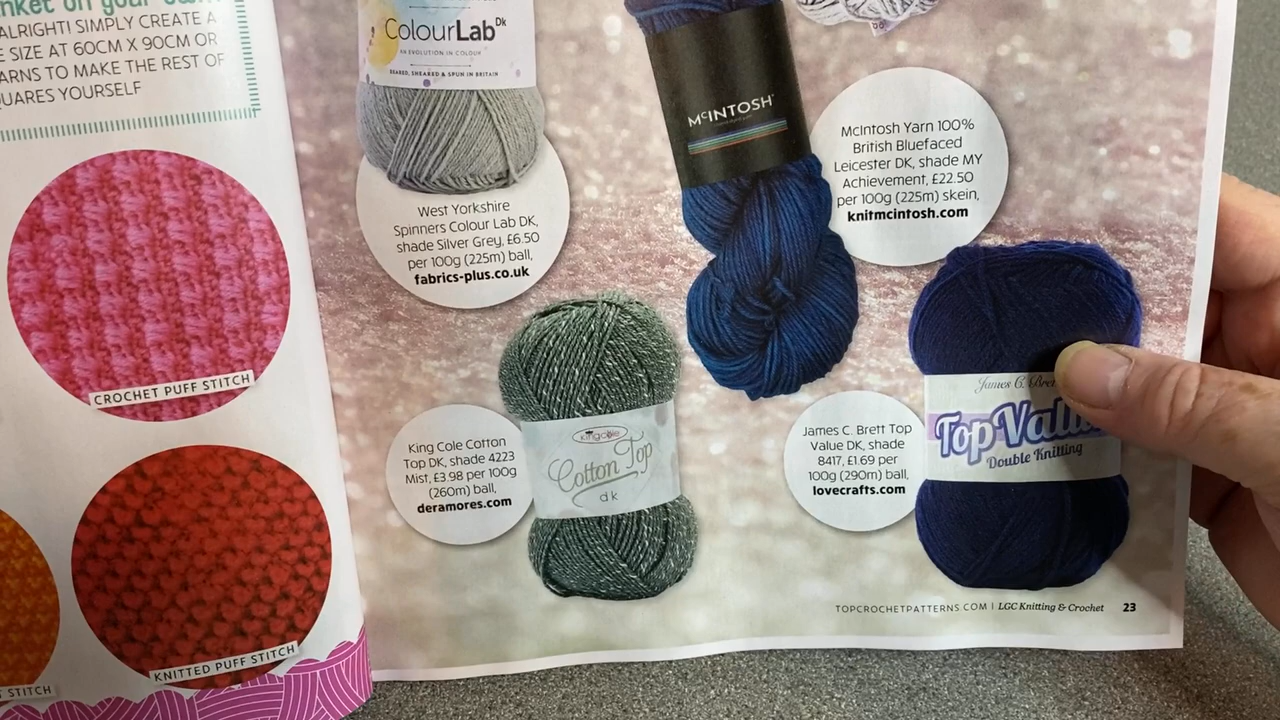 ALRIGHT! SIMPLY CREATE A
E SIZE AT 60CM X 90CM OR
ARNS TO MAKE THE REST OF
UARES YOURSELF
CROCHET PUFF STITCH
KNITTED PUFF STITCH
STITCH
ColourLab DK
AN EVOLUTION IN COLOUR
REARED, SHEARED & SPUN IN BRITAIN
West Yorkshire
Spinners Colour Lab DK,
shade Silver Grey, £6.50
per 100g (225m) ball,
fabrics-plus.co.uk
McINTOSH
McIntosh Yarn 100%
British Bluefaced
Leicester DK, shade MY
Achievement, £22.50
per 100g (225m) skein,
knitmcintosh.com
King Cole Cotton
Top DK, shade 4223
Mist, £3.98 per 100g
(260m) ball,
deramores.com
King Cole
Cotton Top
dk
James C. Brett Top
Value DK, shade
8417, £1.69 per
100g (290m) ball,
lovecrafts.com
James C. Bret
Top Valu
Double Knitting
TOPCROCHETPATTERNS.COM | LGC Knitting & Crochet 23